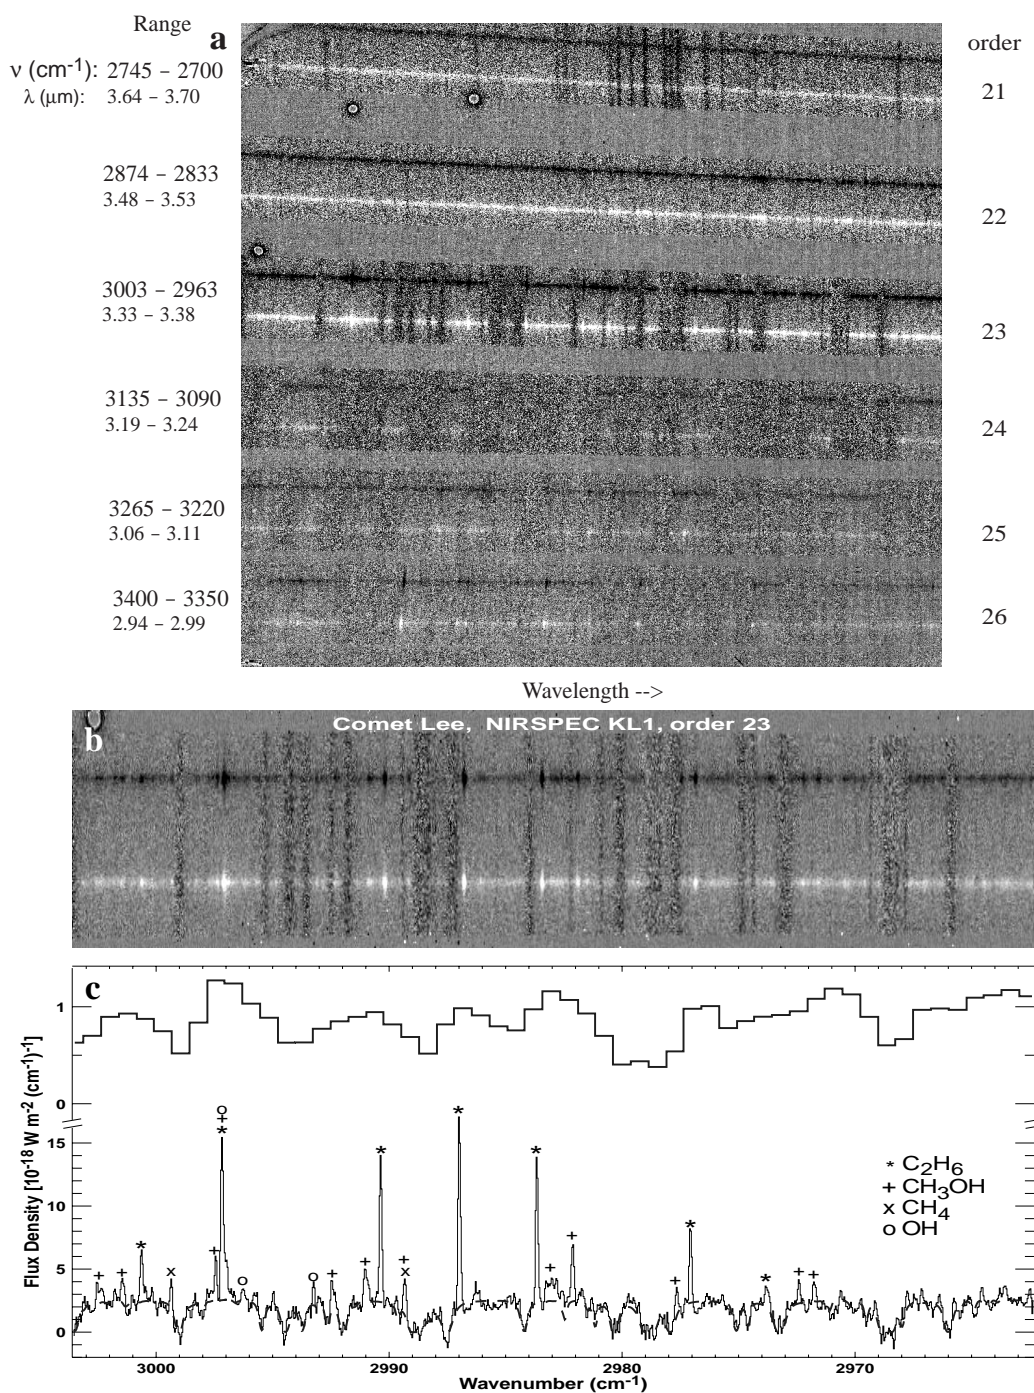 Range
a
order
ν (cm-1): 2745 – 2700
λ (μm): 3.64 – 3.70
21
2874 – 2833
3.48 – 3.53
22
3003 – 2963
3.33 – 3.38
23
3135 – 3090
3.19 – 3.24
24
3265 – 3220
3.06 – 3.11
25
3400 – 3350
2.94 – 2.99
26
Wavelength -->
b
Comet Lee, NIRSPEC KL1, order 23
c
1
0
Flux Density [10-18 W m-2 (cm-1)-1]
15
10
5
0
* C2H6
+ CH3OH
x CH4
o OH
3000
2990
2980
2970
Wavenumber (cm-1)